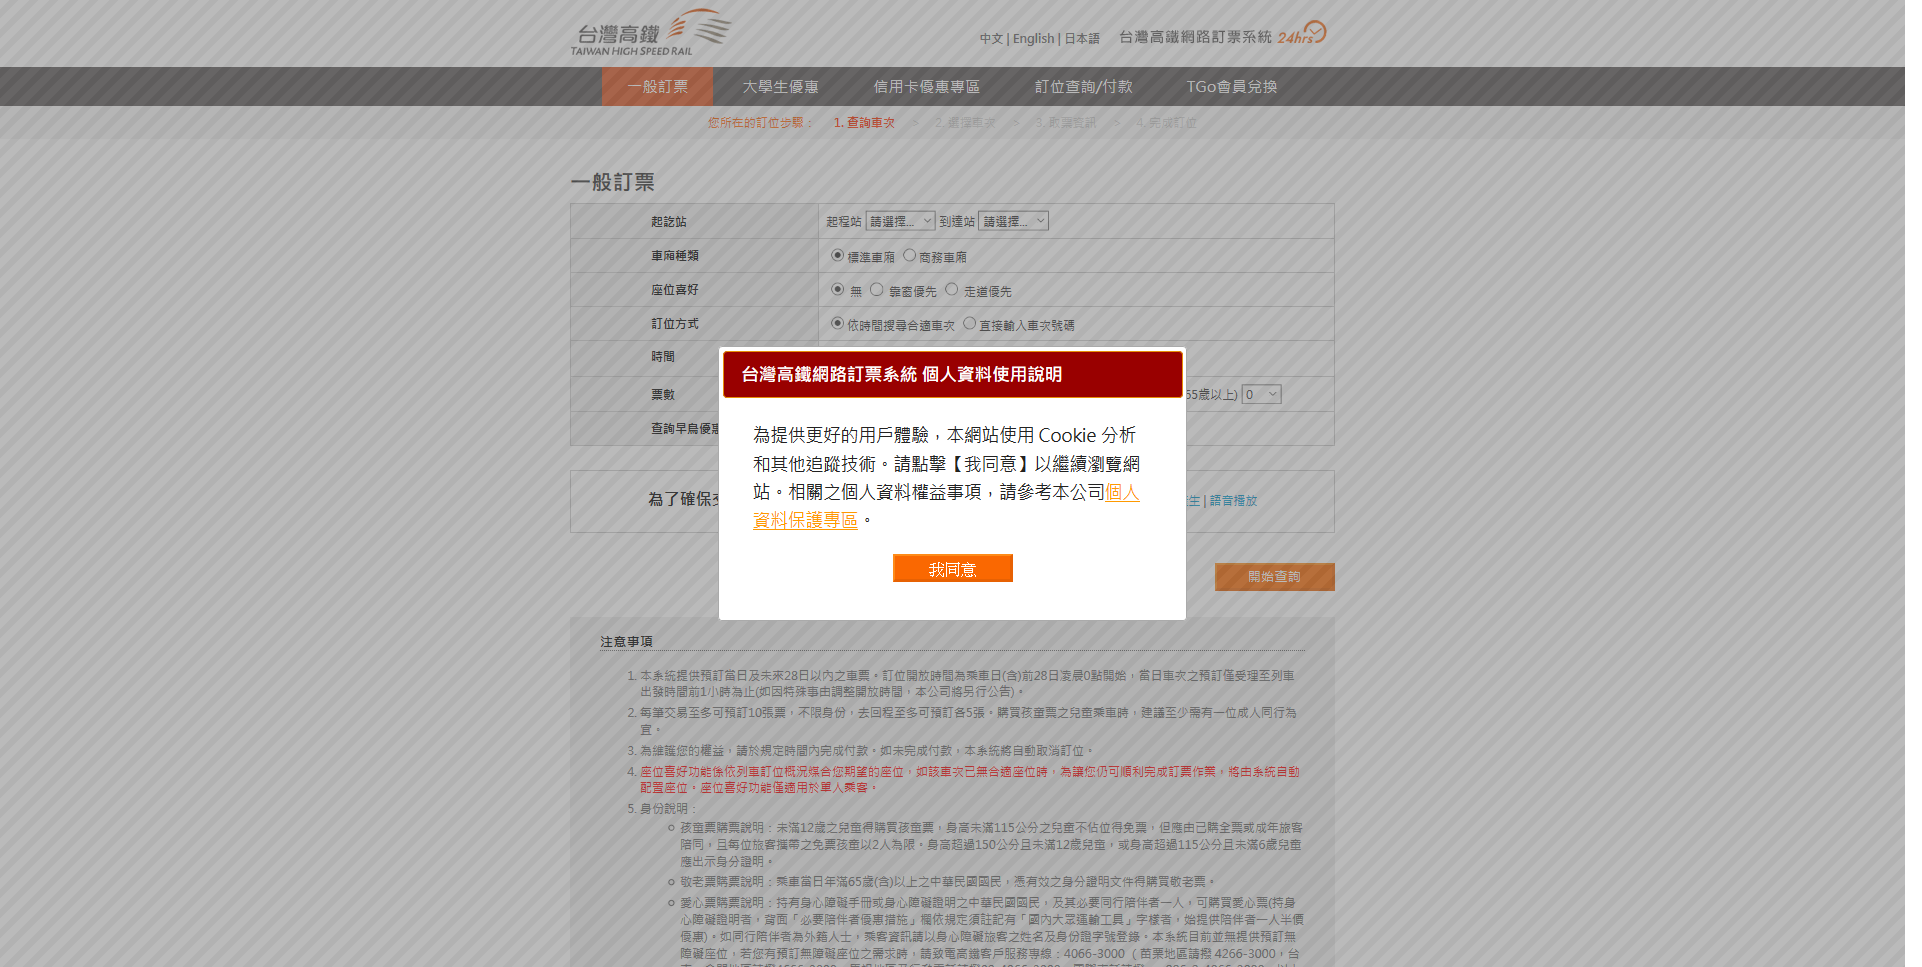 台灣高鐵
TAIWAN HIGH SPEED RAIL
中文 | English | 日本語
台灣高鐵網路訂票系統 24hrs
一般訂票 大學生優惠 信用卡優惠專區 訂位查詢/付款 TGo會員兌換
您所在的訂位步驟： 1. 查詢車次 > 2. 選擇車次 > 3. 取票資訊 > 4. 完成訂位
一般訂票
起訖站 起程站 請選擇... 到達站 請選擇...
車廂種類 標準車廂 商務車廂
座位喜好 無 靠窗優先 走道優先
訂位方式 依時間搜尋合適車次 直接輸入車次號碼
時間
票數 65歲以上) 0
查詢早鳥優惠
為了確保交
生 | 語音播放
台灣高鐵網路訂票系統 個人資料使用說明
為提供更好的用戶體驗，本網站使用 Cookie 分析
和其他追蹤技術。請點擊【我同意】以繼續瀏覽網
站。相關之個人資料權益事項，請參考本公司個人
資料保護專區。
我同意
開始查詢
注意事項
1. 本系統提供預訂當日及未來28日以內之車票。訂位開放時間為乘車日(含)前28日凌晨0點開始，當日車次之預訂僅受理至列車
出發時間前1小時為止(如因特殊事由調整開放時間，本公司將另行公告)。
2. 每筆交易至多可預訂10張票，不限身份，去回程至多可預訂各5張。購買孩童票之兒童乘車時，建議至少需有一位成人同行為
宜。
3. 為維護您的權益，請於規定時間內完成付款。如未完成付款，本系統將自動取消訂位。
4. 座位喜好功能係依列車訂位概況媒合您期望的座位，如該車次已無合適座位時，為讓您仍可順利完成訂票作業，將由系統自動
配置座位。座位喜好功能僅適用於單人乘客。
5. 身份說明：
孩童票購票說明：未滿12歲之兒童得購買孩童票，身高未滿115公分之兒童不佔位得免票，但應由已購全票或成年旅客
陪同，且每位旅客攜帶之免票孩童以2人為限。身高超過150公分且未滿12歲兒童，或身高超過115公分且未滿6歲兒童
應出示身分證明。
敬老票購票說明：乘車當日年滿65歲(含)以上之中華民國國民，憑有效之身分證明文件得購買敬老票。
愛心票購票說明：持有身心障礙手冊或身心障礙證明之中華民國國民，及其必要同行陪伴者一人，可購買愛心票(持身
心障礙證明者，背面「必要陪伴者優惠措施」欄依規定須註記有「國內大眾運輸工具」字樣者，始提供陪伴者一人半價
優惠)。如同行陪伴者為外籍人士，乘客資訊請以身心障礙旅客之姓名及身份證字號登錄。本系統目前並無提供預訂無
障礙座位，若您有預訂無障礙座位之需求時，請致電高鐵客戶服務專線：4066-3000（苗栗地區請撥 4266-3000，台